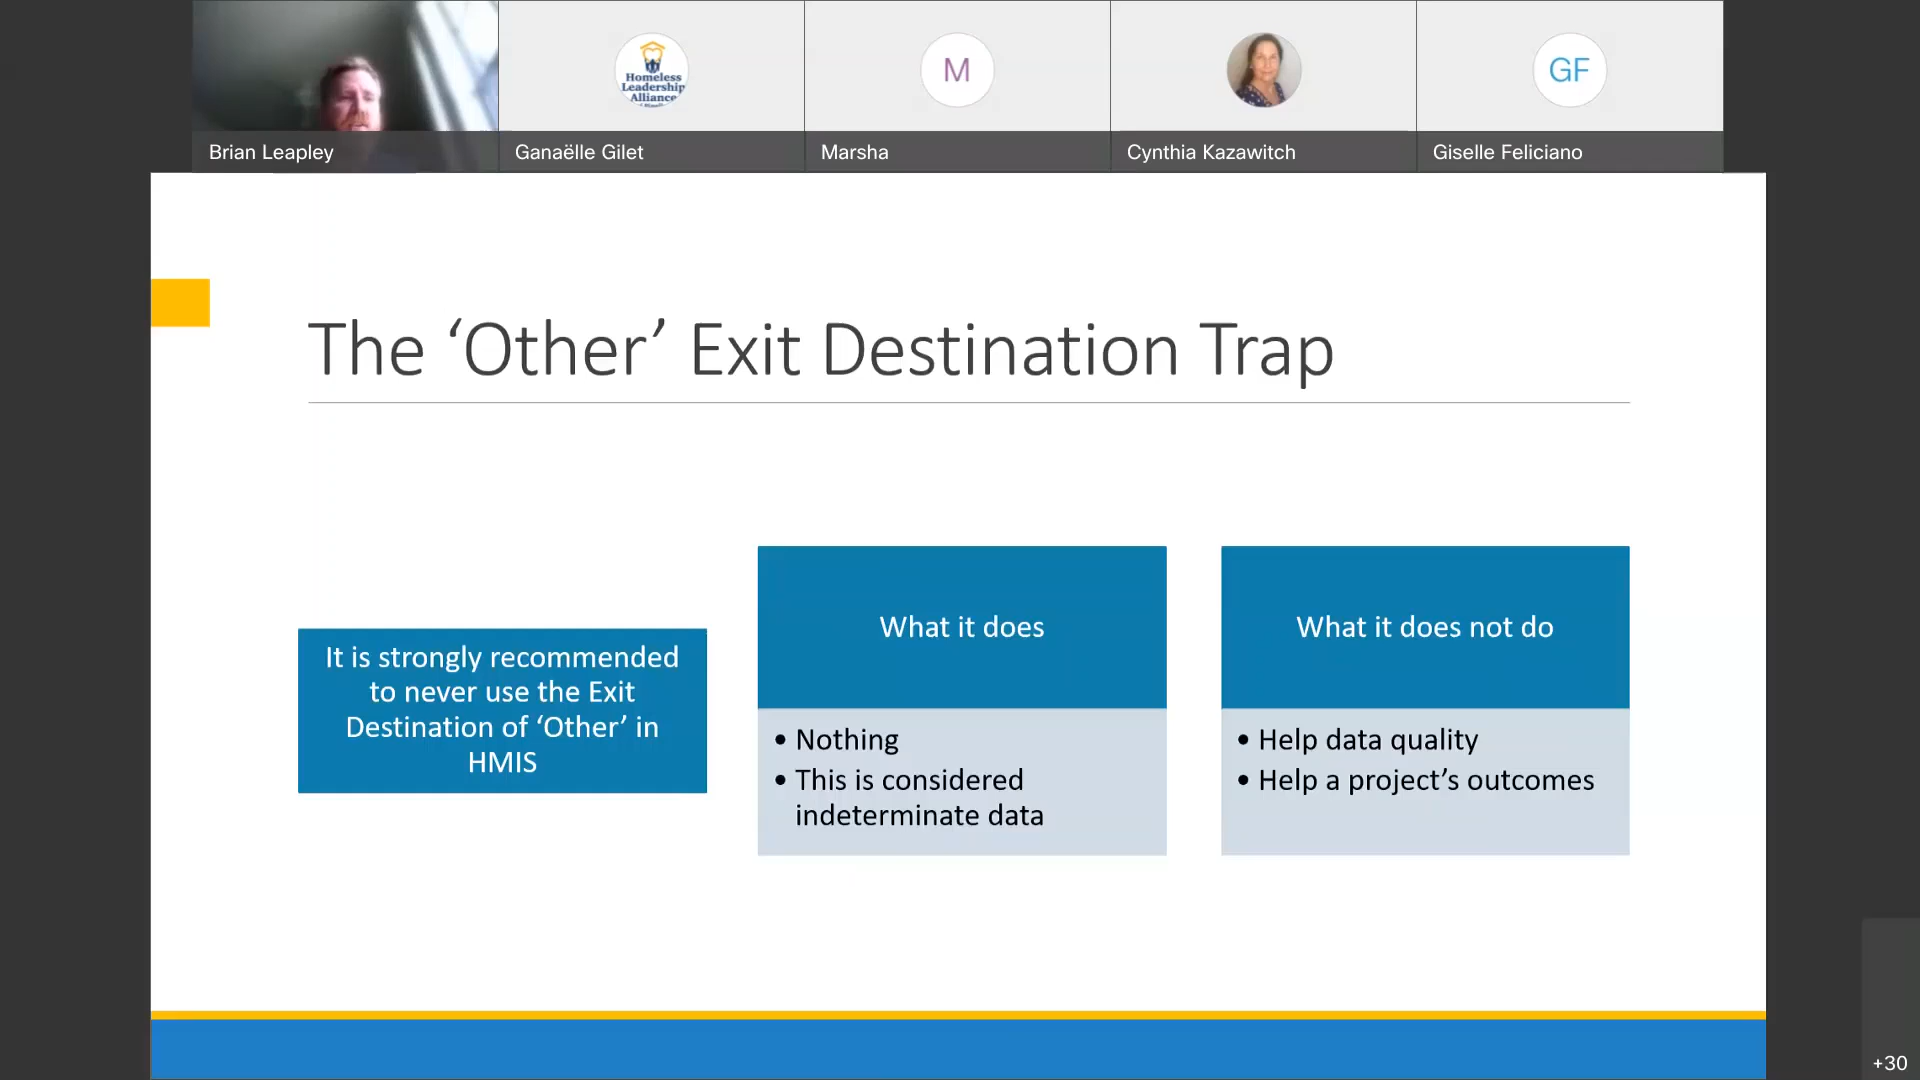 Homeless
Leadership
Alliance
M
GF
Brian Leapley
Ganaëlle Gilet
Marsha
Cynthia Kazawitch
Giselle Feliciano
The ‘Other’ Exit Destination Trap
It is strongly recommended
to never use the Exit
Destination of ‘Other’ in
HMIS
What it does
• Nothing
• This is considered
indeterminate data
What it does not do
• Help data quality
• Help a project’s outcomes
+30